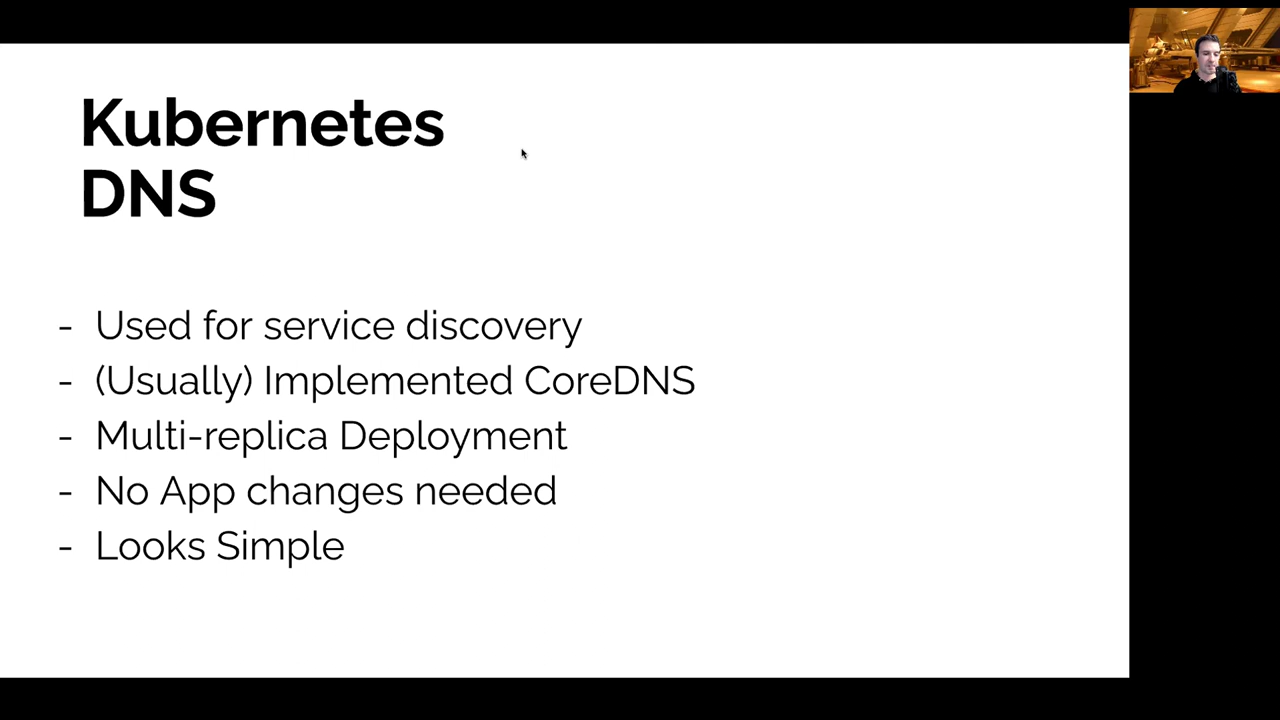 Kubernetes
DNS
- Used for service discovery
- (Usually) Implemented CoreDNS
- Multi-replica Deployment
- No App changes needed
- Looks Simple